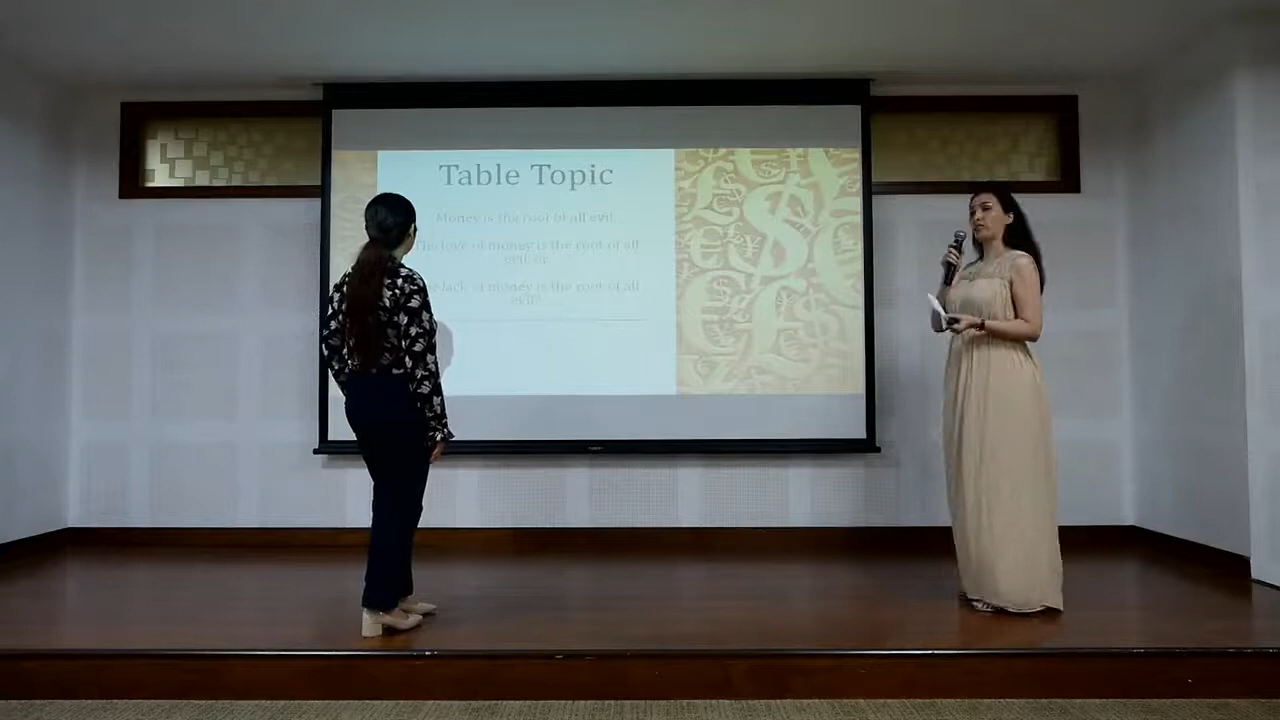 Table Topic
Money is the root of all evil,
The love of money is the root of all
evil, or
lack of money is the root of all
evil?